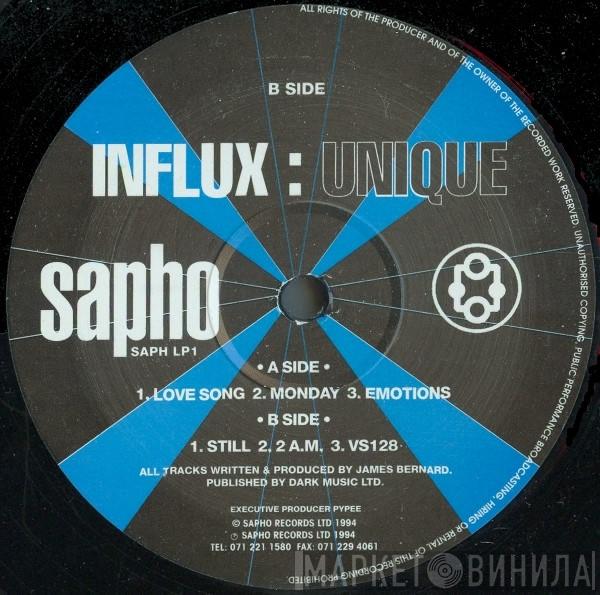 ALL RIGHTS OF THE PRODUCER AND OF THE OWNER OF THE RECORDED WORK RESERVED. UNAUTHORISED COPYING, PUBLIC PERFORMANCE BROADCASTING, HIRING OR RENTAL OF THIS RECORDING PROHIBITED.
B SIDE
INFLUX : UNIQUE
sapho
SAPH LP1
• A SIDE •
1. LOVE SONG 2. MONDAY 3. EMOTIONS
• B SIDE •
1. STILL 2. 2 A.M. 3. VS128
ALL TRACKS WRITTEN & PRODUCED BY JAMES BERNARD.
PUBLISHED BY DARK MUSIC LTD.
EXECUTIVE PRODUCER PYPEE
© SAPHO RECORDS LTD 1994
℗ SAPHO RECORDS LTD 1994
TEL: 071 221 1580 FAX: 071 229 4061
МАРКЕТ ВИНИЛА